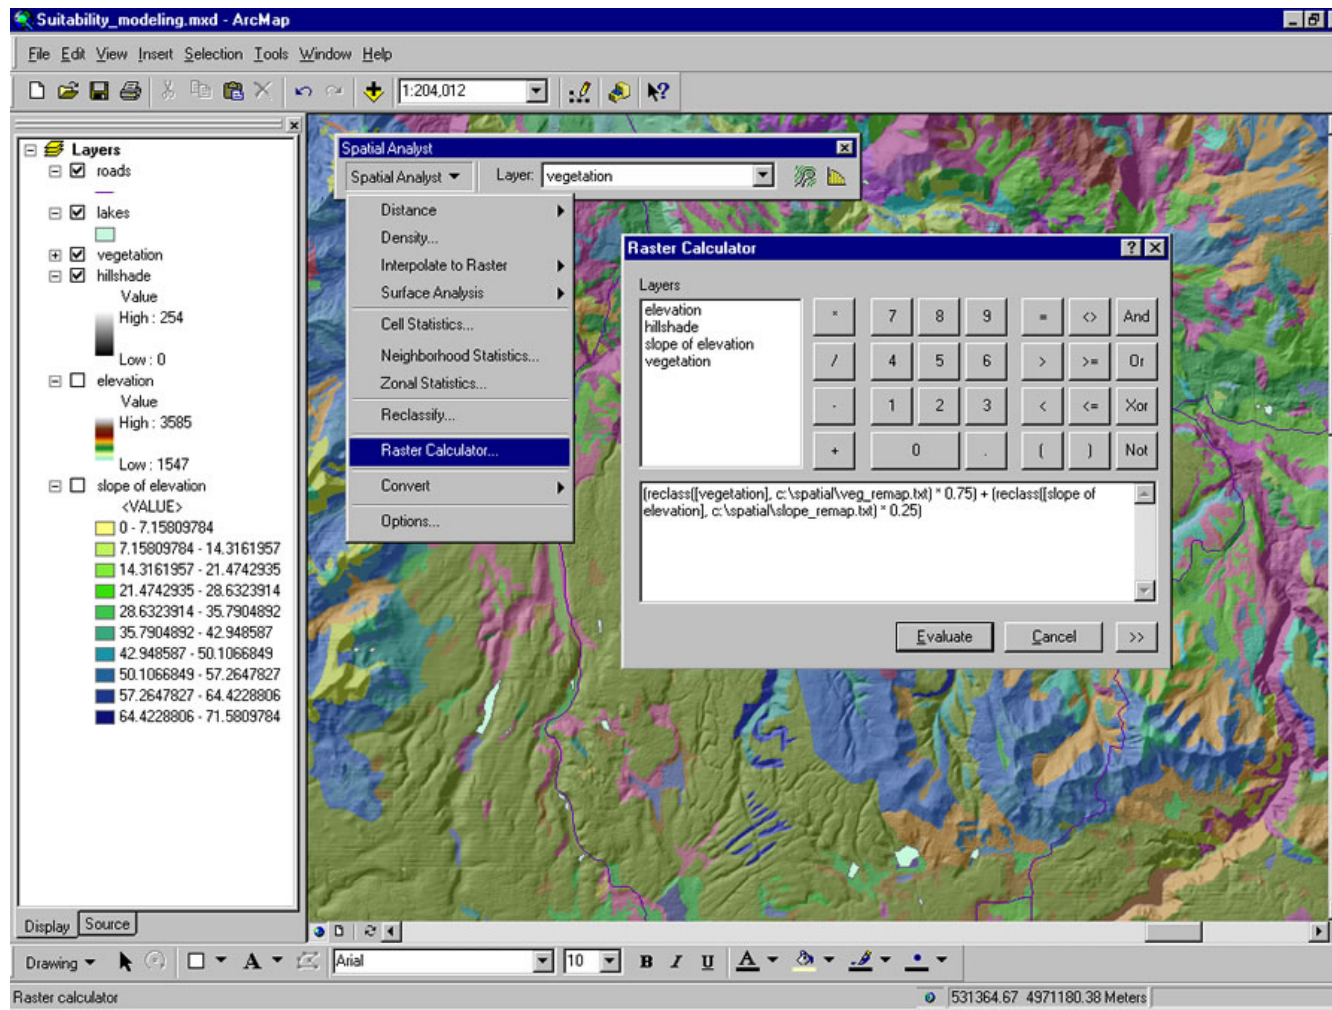 Suitability_modeling.mxd - ArcMap
File Edit View Insert Selection Tools Window Help
1:204,012
Layers
roads
lakes
vegetation
hillshade
Value
High : 254
Low : 0
elevation
Value
High : 3585
Low : 1547
slope of elevation
<VALUE>
0 - 7.15809784
7.15809784 - 14.3161957
14.3161957 - 21.4742935
21.4742935 - 28.6323914
28.6323914 - 35.7904892
35.7904892 - 42.948587
42.948587 - 50.1066849
50.1066849 - 57.2647827
57.2647827 - 64.4228806
64.4228806 - 71.5809784
Display Source
Spatial Analyst
Spatial Analyst Layer: vegetation
Distance
Density...
Interpolate to Raster
Surface Analysis
Cell Statistics...
Neighborhood Statistics...
Zonal Statistics...
Reclassify...
Raster Calculator...
Convert
Options...
Raster Calculator
Layers
elevation
hillshade
slope of elevation
vegetation
* 7 8 9 = <> And
/ 4 5 6 > >= Or
- 1 2 3 < <= Xor
+ 0 . ( ) Not
(reclass([vegetation], c:\spatial\veg_remap.txt) * 0.75) + (reclass([slope of
elevation], c:\spatial\slope_remap.txt) * 0.25)
Evaluate Cancel >>
Drawing A Arial 10 B I U A
Raster calculator 531364.67 4971180.38 Meters